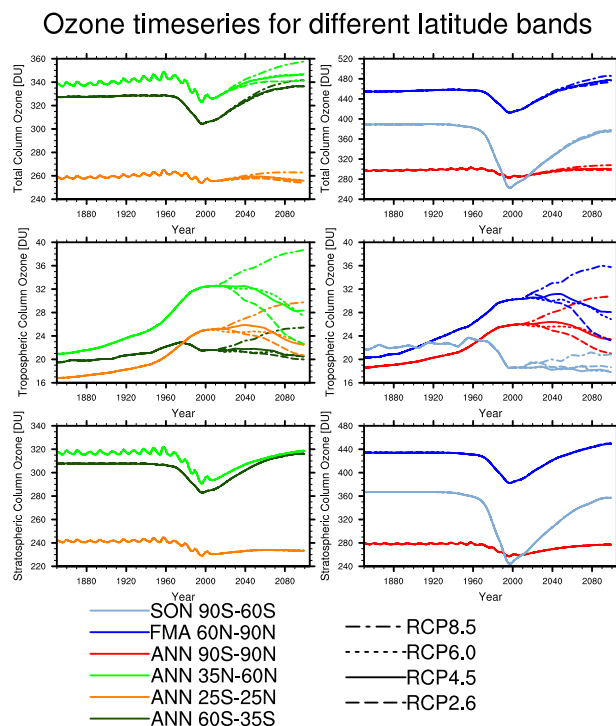 Ozone timeseries for different latitude bands
Total Column Ozone [DU]
360
340
320
300
280
260
240
1880 1920 1960 2000 2040 2080
Year
Total Column Ozone [DU]
520
480
440
400
360
320
280
240
1880 1920 1960 2000 2040 2080
Year
Tropospheric Column Ozone [DU]
40
36
32
28
24
20
16
1880 1920 1960 2000 2040 2080
Year
Tropospheric Column Ozone [DU]
40
36
32
28
24
20
16
1880 1920 1960 2000 2040 2080
Year
Stratospheric Column Ozone [DU]
340
320
300
280
260
240
220
1880 1920 1960 2000 2040 2080
Year
Stratospheric Column Ozone [DU]
480
440
400
360
320
280
240
1880 1920 1960 2000 2040 2080
Year
SON 90S-60S
FMA 60N-90N
ANN 90S-90N
ANN 35N-60N
ANN 25S-25N
ANN 60S-35S
RCP8.5
RCP6.0
RCP4.5
RCP2.6